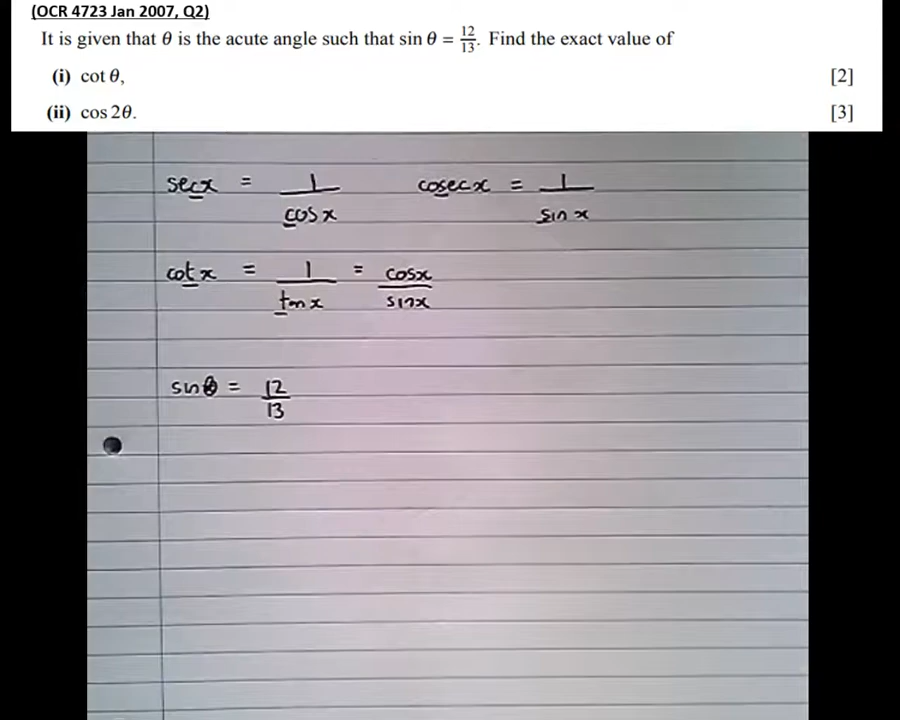 (OCR 4723 Jan 2007, Q2)
It is given that θ is the acute angle such that sin θ = 12/13. Find the exact value of
(i) cot θ, [2]
(ii) cos 2θ. [3]
secx = 1/cosx cosecx = 1/sinx
cotx = 1/tanx = cosx/sinx
sinθ = 12/13